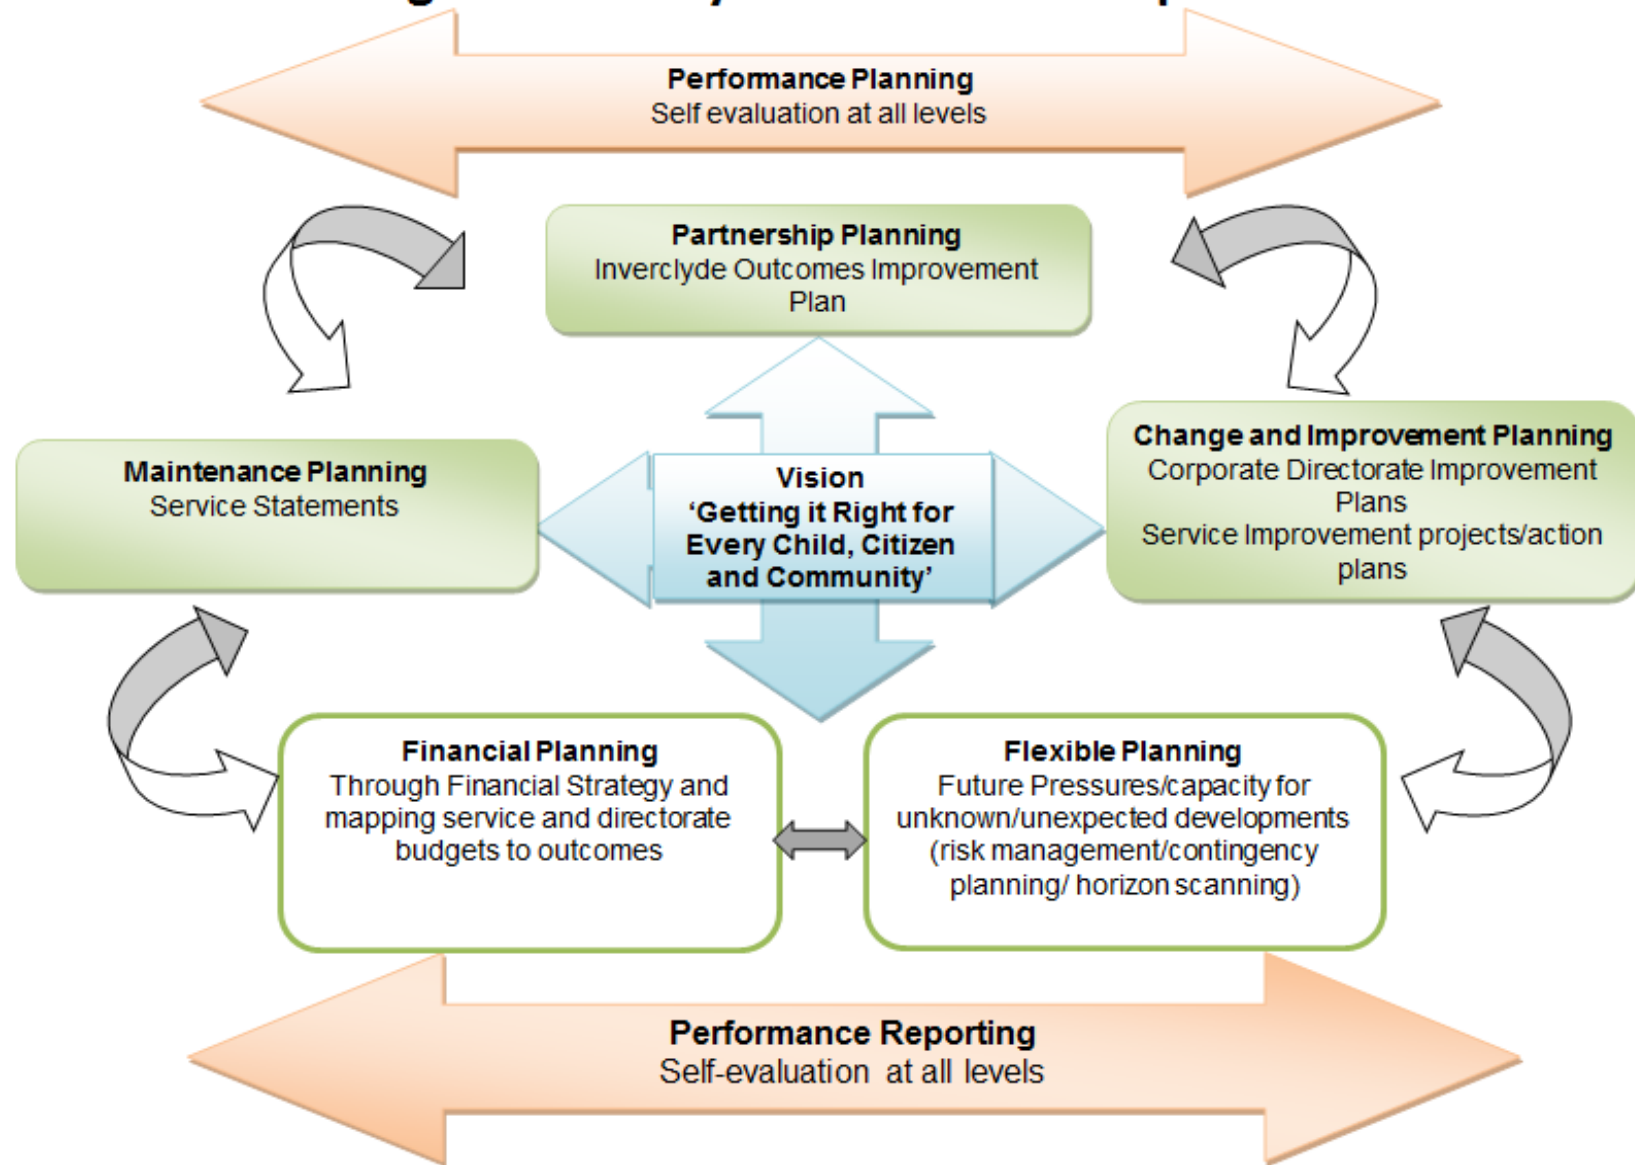 Performance Planning
Self evaluation at all levels
Partnership Planning
Inverclyde Outcomes Improvement
Plan
Maintenance Planning
Service Statements
Vision
‘Getting it Right for
Every Child, Citizen
and Community’
Change and Improvement Planning
Corporate Directorate Improvement
Plans
Service Improvement projects/action
plans
Financial Planning
Through Financial Strategy and
mapping service and directorate
budgets to outcomes
Flexible Planning
Future Pressures/capacity for
unknown/unexpected developments
(risk management/contingency
planning/ horizon scanning)
Performance Reporting
Self-evaluation at all levels